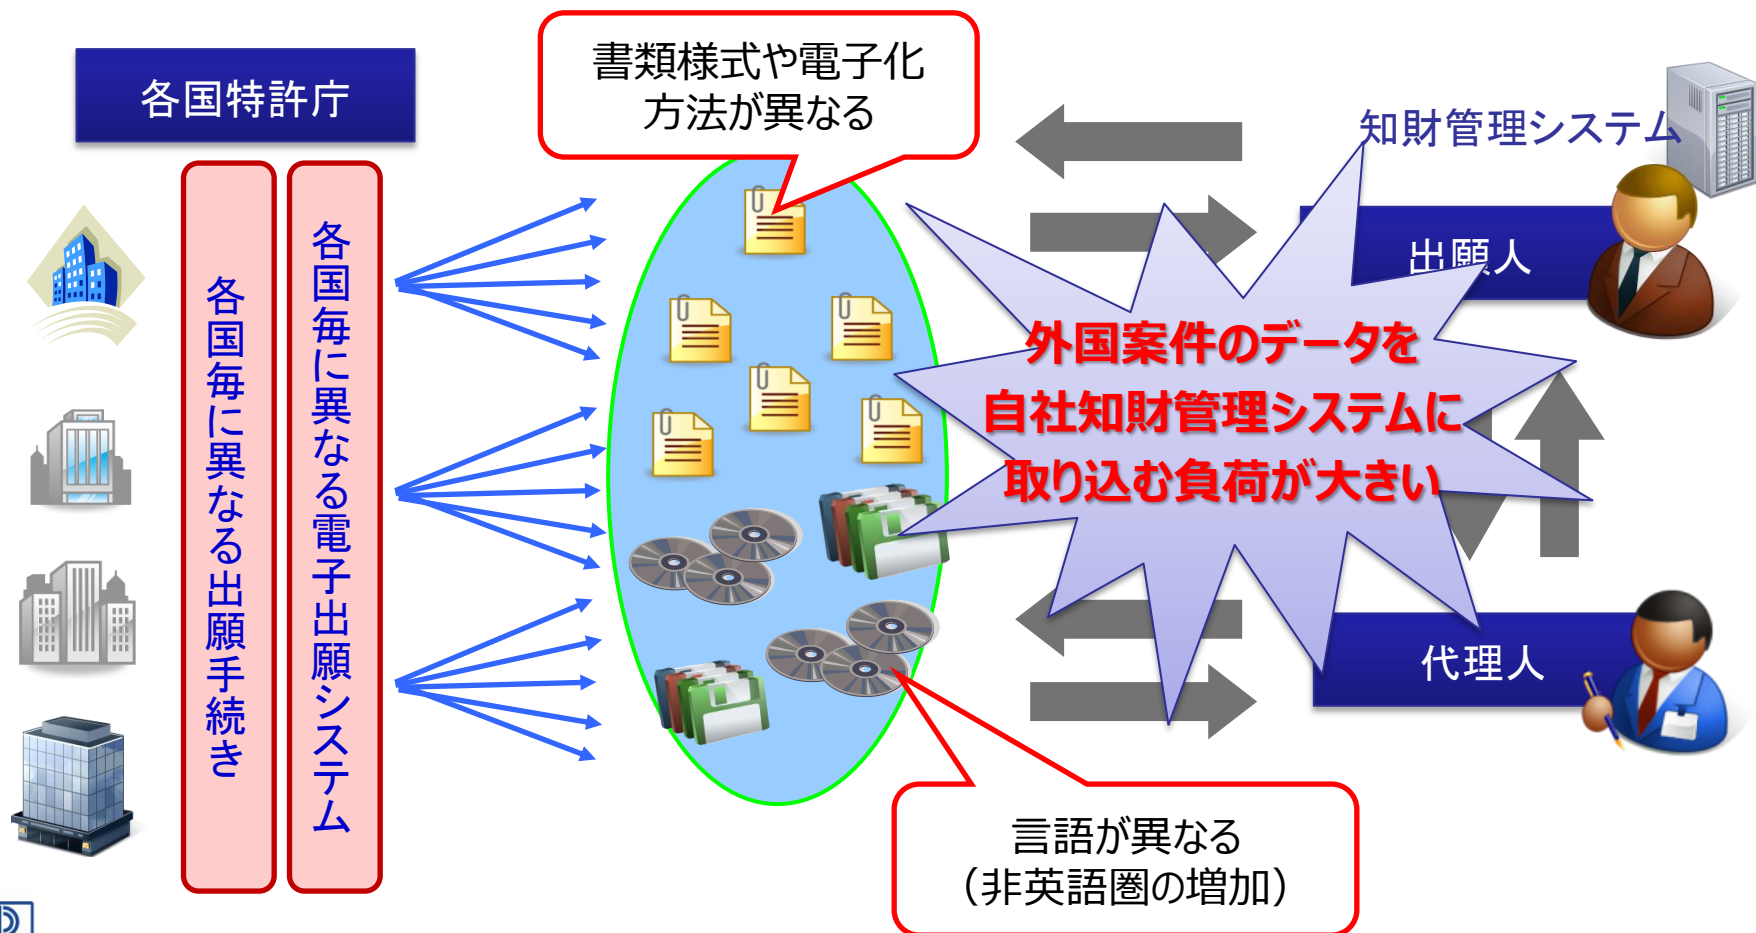 各国特許庁
書類様式や電子化
方法が異なる
知財管理システム
出願人
各国毎に異なる出願手続き
各国毎に異なる電子出願システム
外国案件のデータを
自社知財管理システムに
取り込む負荷が大きい
代理人
言語が異なる
（非英語圏の増加）